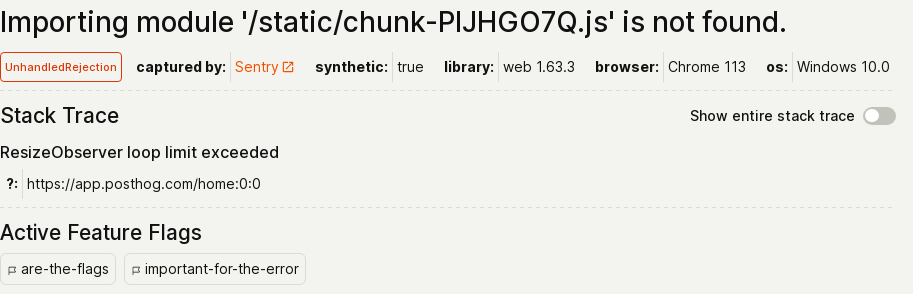 Importing module '/static/chunk-PIJHGO7Q.js' is not found.
UnhandledRejection captured by: Sentry synthetic: true library: web 1.63.3 browser: Chrome 113 os: Windows 10.0
Stack Trace Show entire stack trace
ResizeObserver loop limit exceeded
?: https://app.posthog.com/home:0:0
Active Feature Flags
are-the-flags important-for-the-error